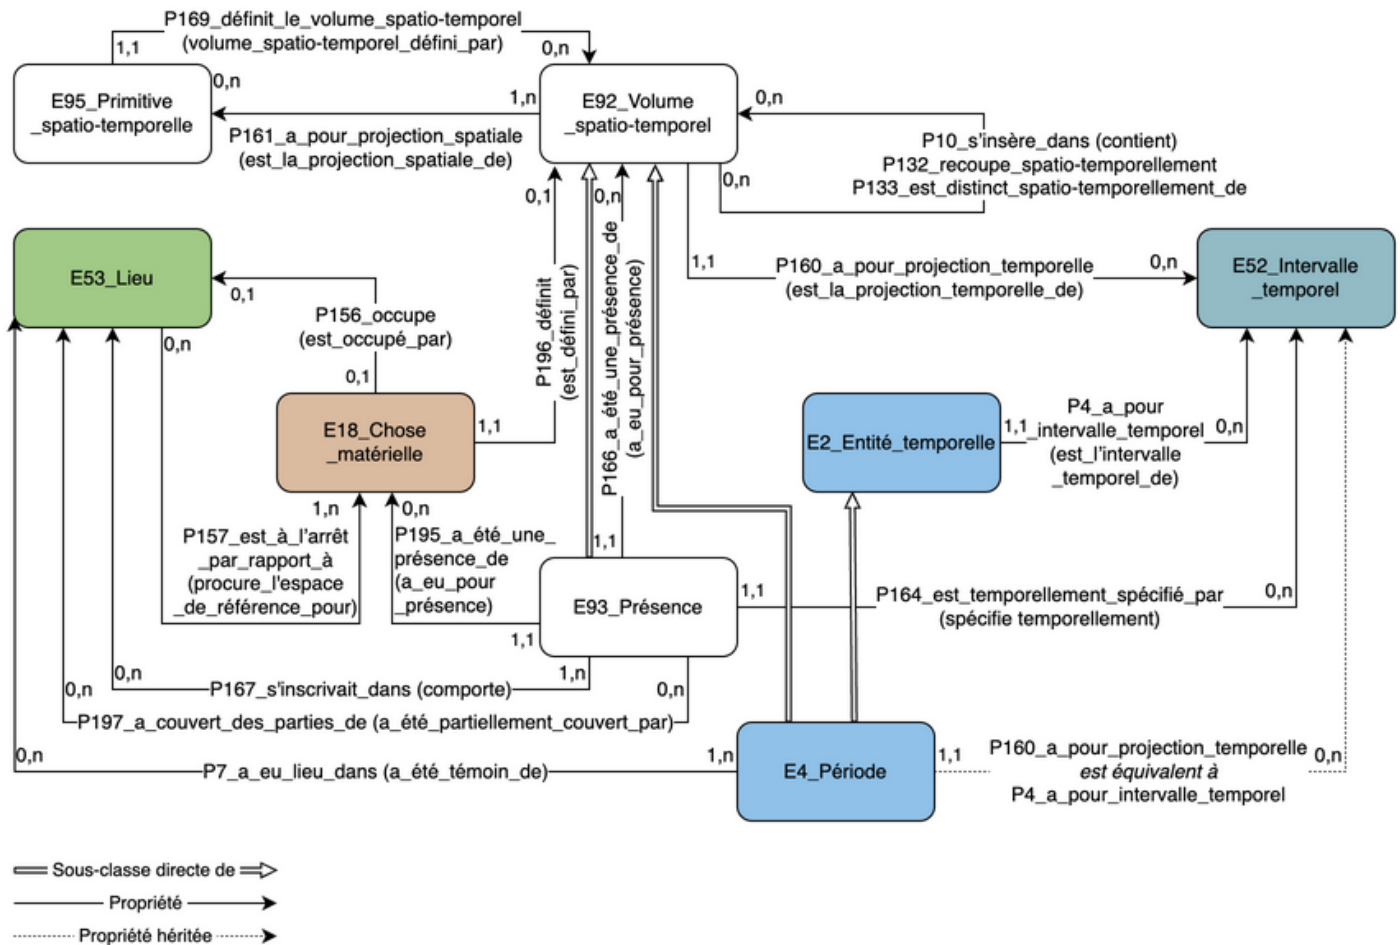 P169_définit_le_volume_spatio-temporel
(volume_spatio-temporel_défini_par)
1,1
0,n
E95_Primitive
_spatio-temporelle
0,n
1,n
E92_Volume
_spatio-temporel
0,n
P161_a_pour_projection_spatiale
(est_la_projection_spatiale_de)
P10_s'insère_dans (contient)
P132_recoupe_spatio-temporellement
P133_est_distinct_spatio-temporellement_de
0,n
0,1
0,n
E53_Lieu
0,1
P156_occupe
(est_occupé_par)
0,n
0,1
P196_définit
(est_défini_par)
P166_a_été_une_présence_de
(a_eu_pour_présence)
1,1
P160_a_pour_projection_temporelle
(est_la_projection_temporelle_de)
0,n
E52_Intervalle
_temporel
E18_Chose
_matérielle
1,1
E2_Entité_temporelle
1,1
P4_a_pour
_intervalle_temporel
(est_l'intervalle
_temporel_de)
0,n
1,n
0,n
P157_est_à_l'arrêt
_par_rapport_à
(procure_l'espace
_de_référence_pour)
P195_a_été_une_
présence_de
(a_eu_pour
_présence)
1,1
1,1
E93_Présence
1,1
P164_est_temporellement_spécifié_par
(spécifie temporellement)
0,n
0,n
P167_s'inscrivait_dans (comporte)
1,n
0,n
P197_a_couvert_des_parties_de (a_été_partiellement_couvert_par)
0,n
0,n
P7_a_eu_lieu_dans (a_été_témoin_de)
1,n
E4_Période
1,1
P160_a_pour_projection_temporelle
est équivalent à
P4_a_pour_intervalle_temporel
0,n
Sous-classe directe de
Propriété
Propriété héritée